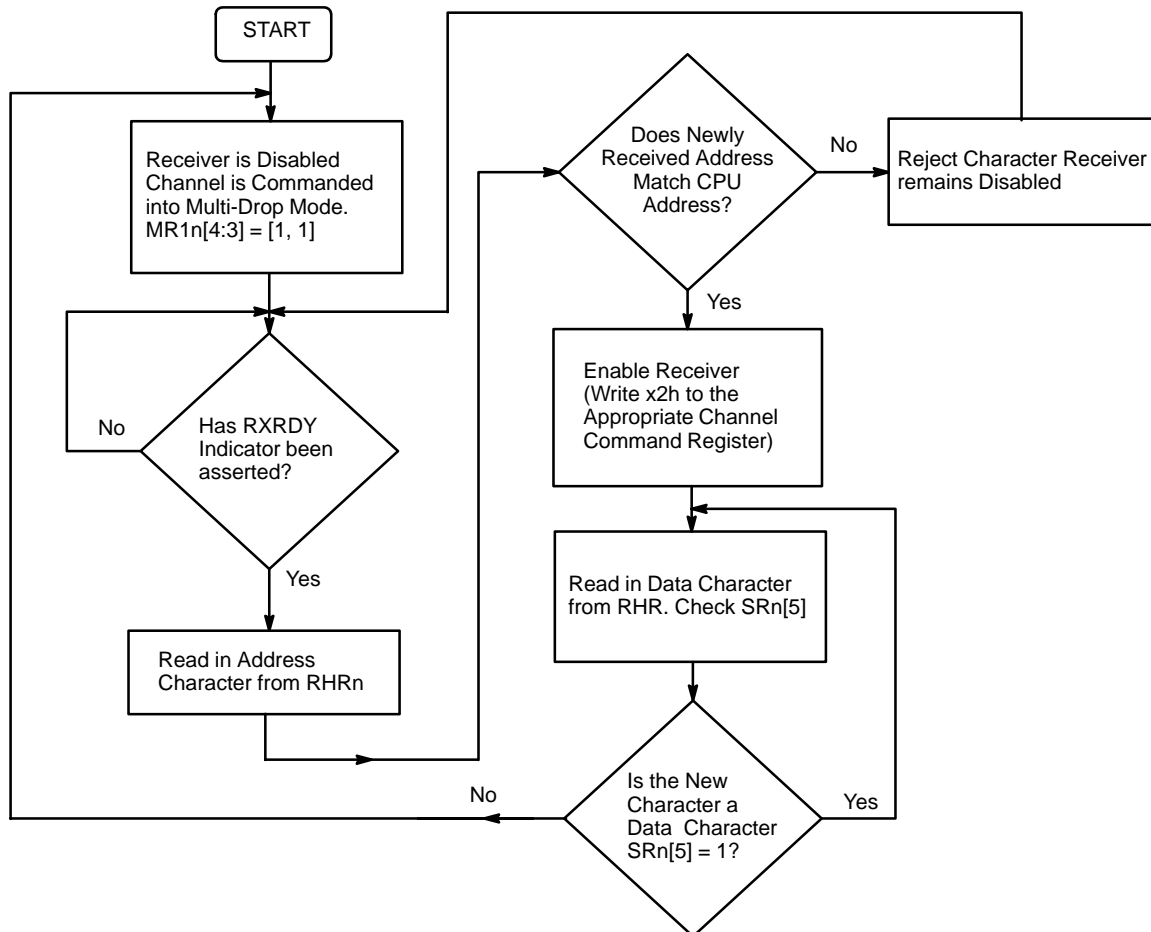 START
Receiver is Disabled
Channel is Commanded
into Multi-Drop Mode.
MR1n[4:3] = [1, 1]
No
Has RXRDY
Indicator been
asserted?
Yes
Read in Address
Character from RHRn
Does Newly
Received Address
Match CPU
Address?
No
Reject Character Receiver
remains Disabled
Yes
Enable Receiver
(Write x2h to the
Appropriate Channel
Command Register)
Read in Data Character
from RHR. Check SRn[5]
Is the New
Character a
Data Character
SRn[5] = 1?
Yes
No